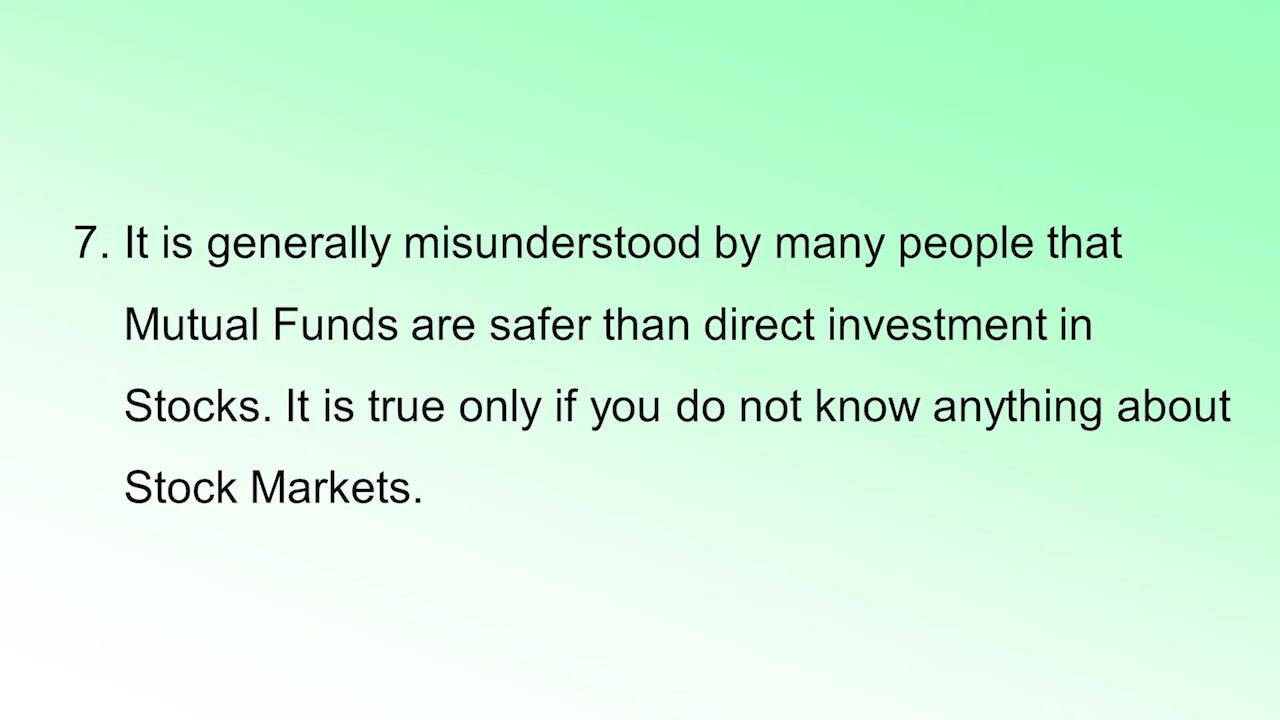 7. It is generally misunderstood by many people that
Mutual Funds are safer than direct investment in
Stocks. It is true only if you do not know anything about
Stock Markets.